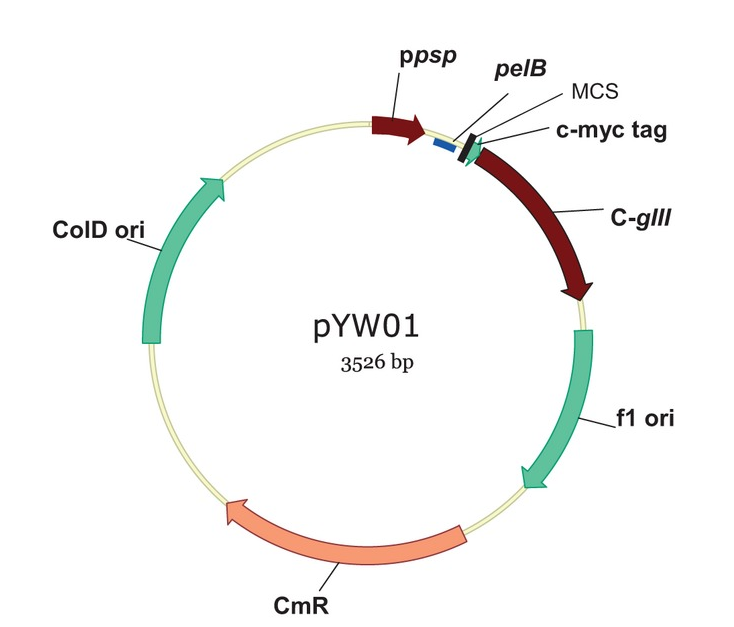 ppsp
pelB
MCS
c-myc tag
C-gIII
ColD ori
pYW01
3526 bp
f1 ori
CmR